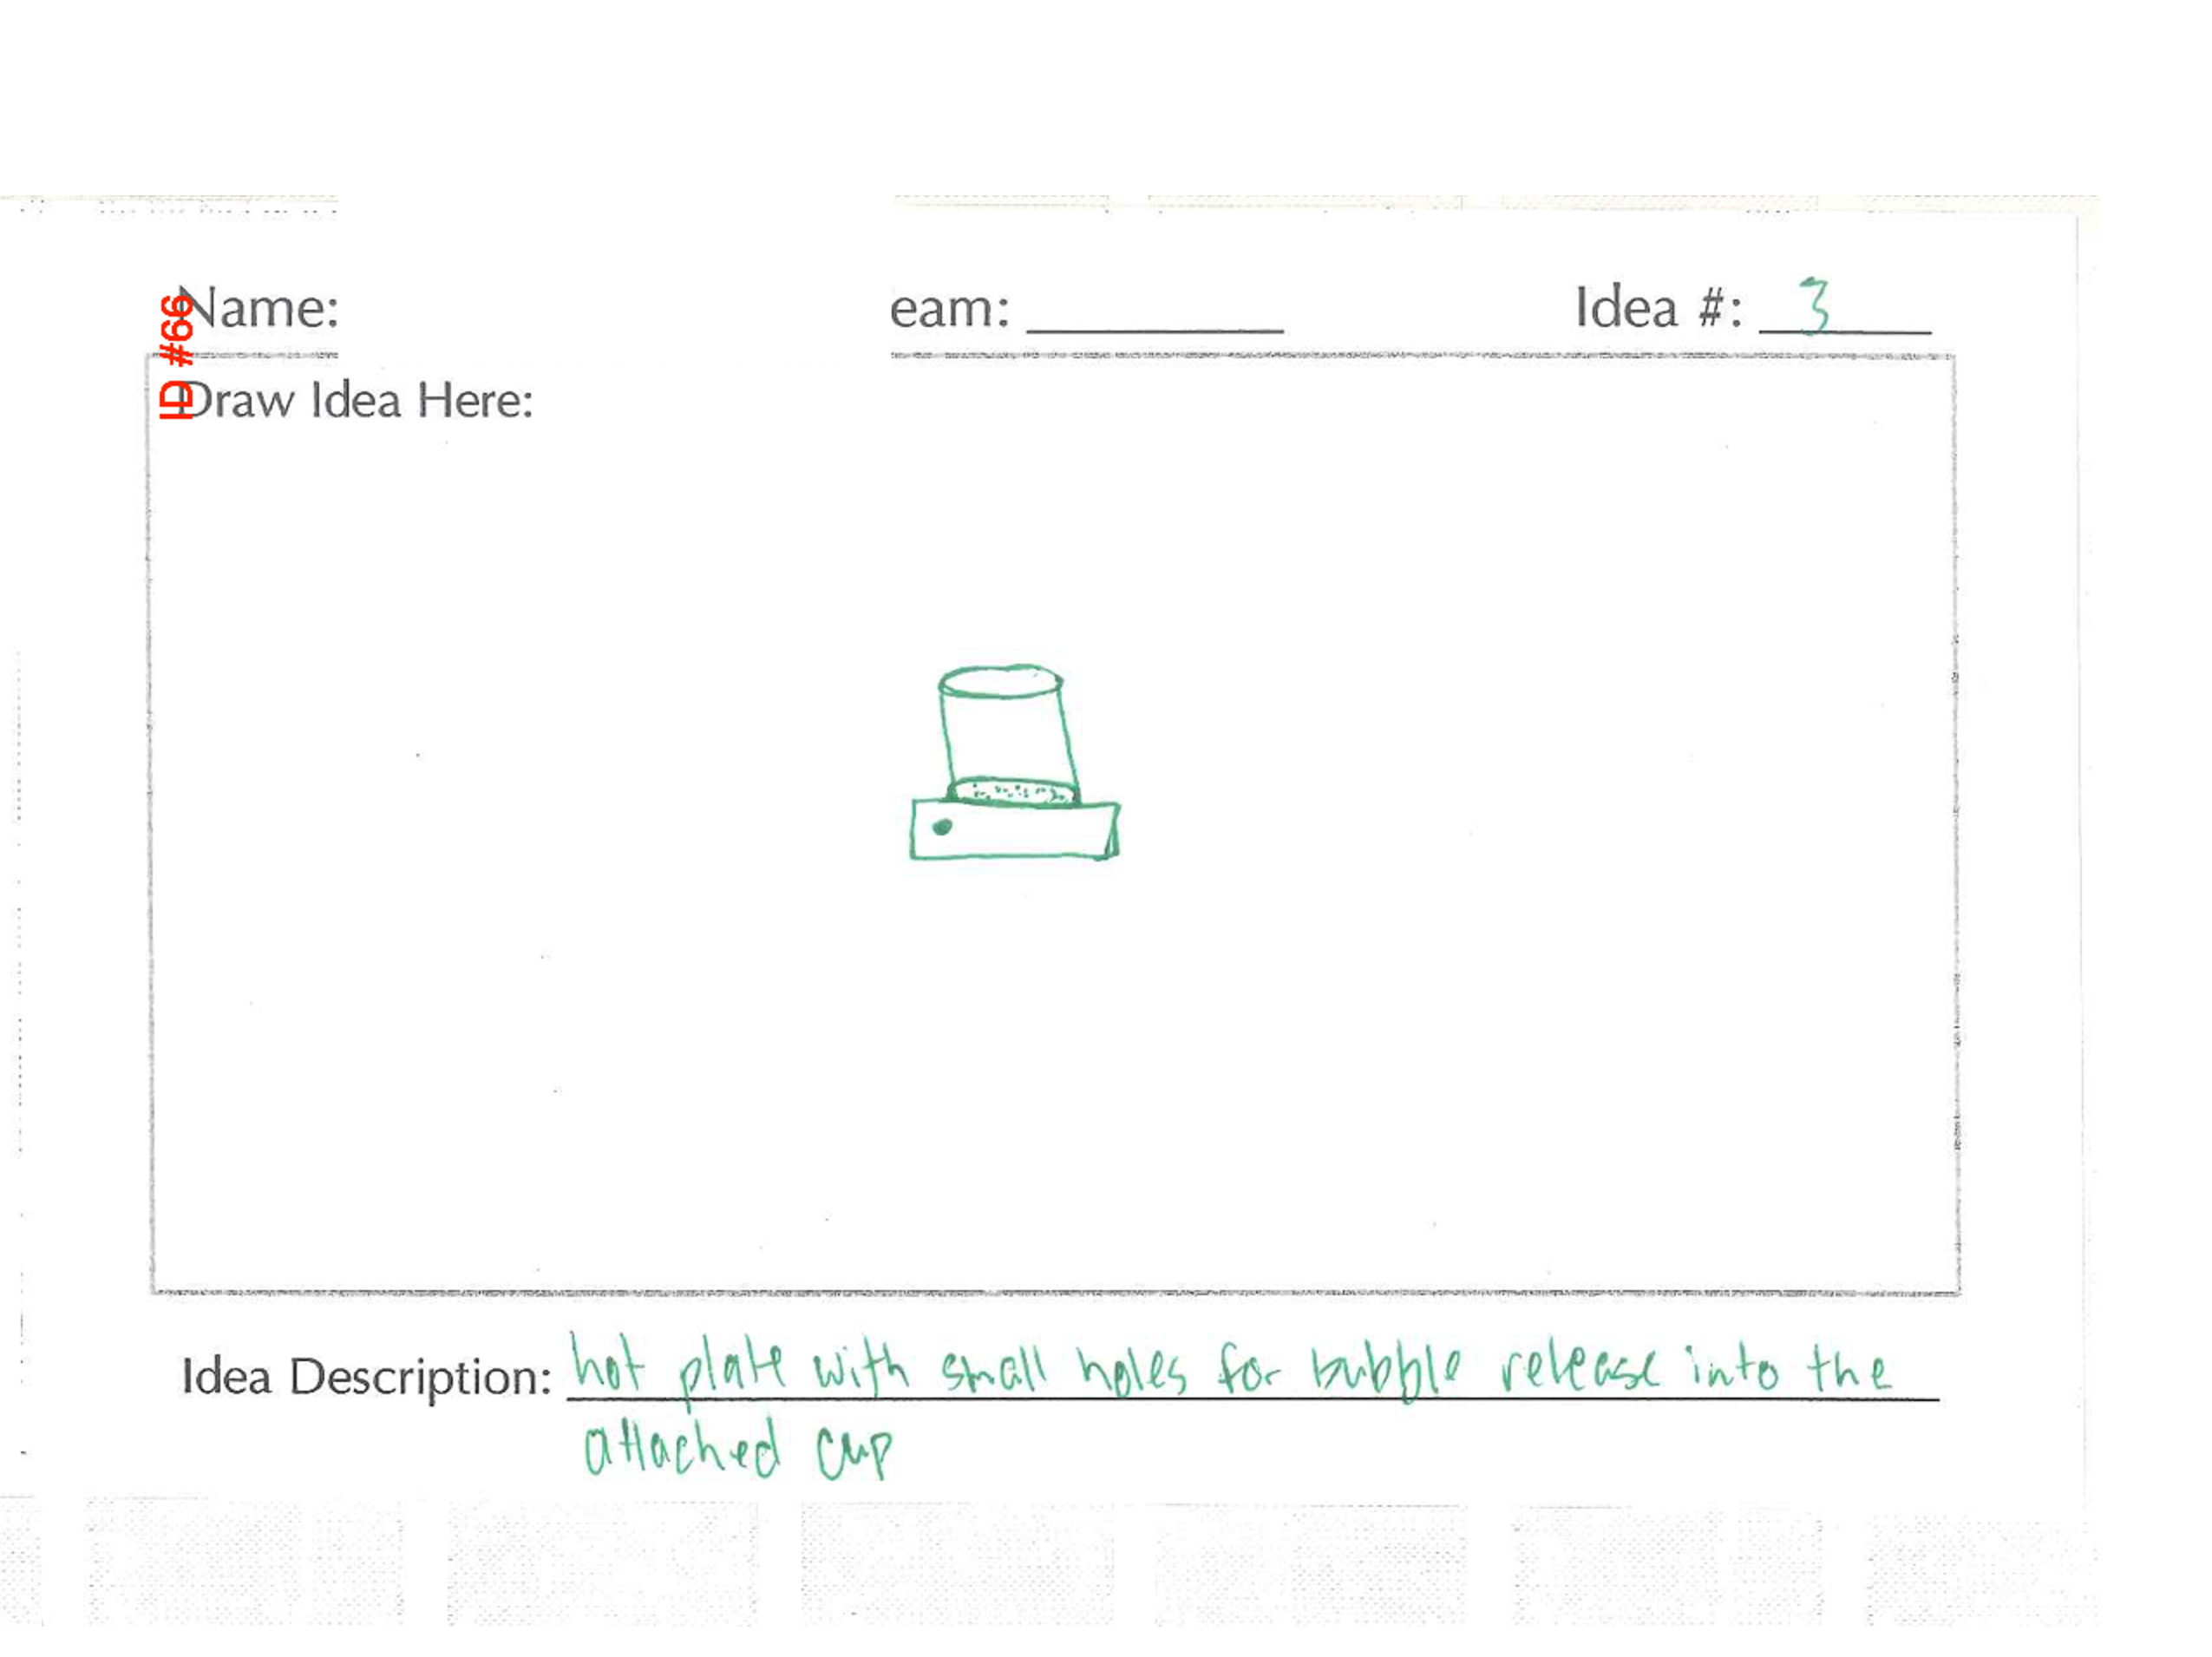 Name: eam: Idea #: 3
ID #66
Draw Idea Here:
Idea Description: hot plate with small holes for bubble release into the
attached cup